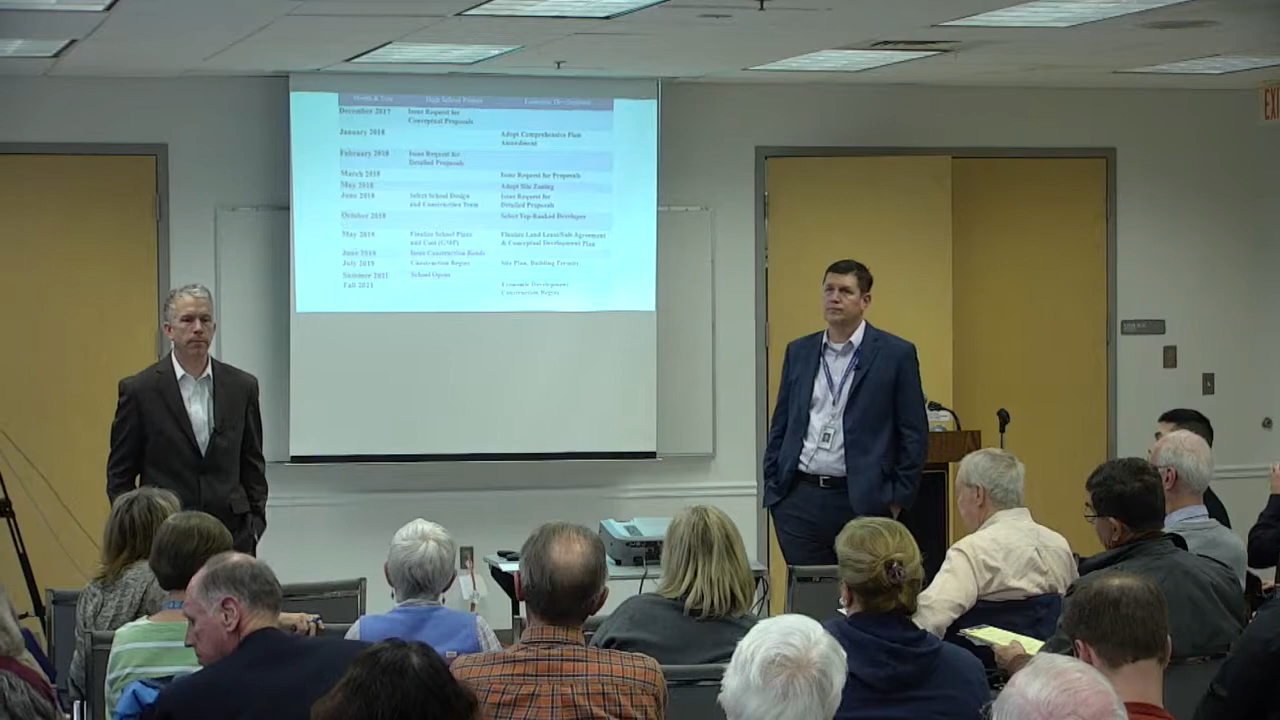 Month & Year High School Project Economic Development
December 2017 Issue Request for
Conceptual Proposals
January 2018 Adopt Comprehensive Plan
Amendment
February 2018 Issue Request for
Detailed Proposals
March 2018 Issue Request for Proposals
May 2018 Adopt Site Zoning
June 2018 Select School Design Issue Request for
and Construction Team Detailed Proposals
October 2018 Select Top-Ranked Developer
May 2019 Finalize School Plans Finalize Land Lease/Sale Agreement
and Cost (GMP) & Conceptual Development Plan
June 2019 Issue Construction Bonds
July 2019 Construction Begins Site Plan, Building Permits
Summer 2021 School Opens
Fall 2021 Economic Development
Construction Begins
EXI